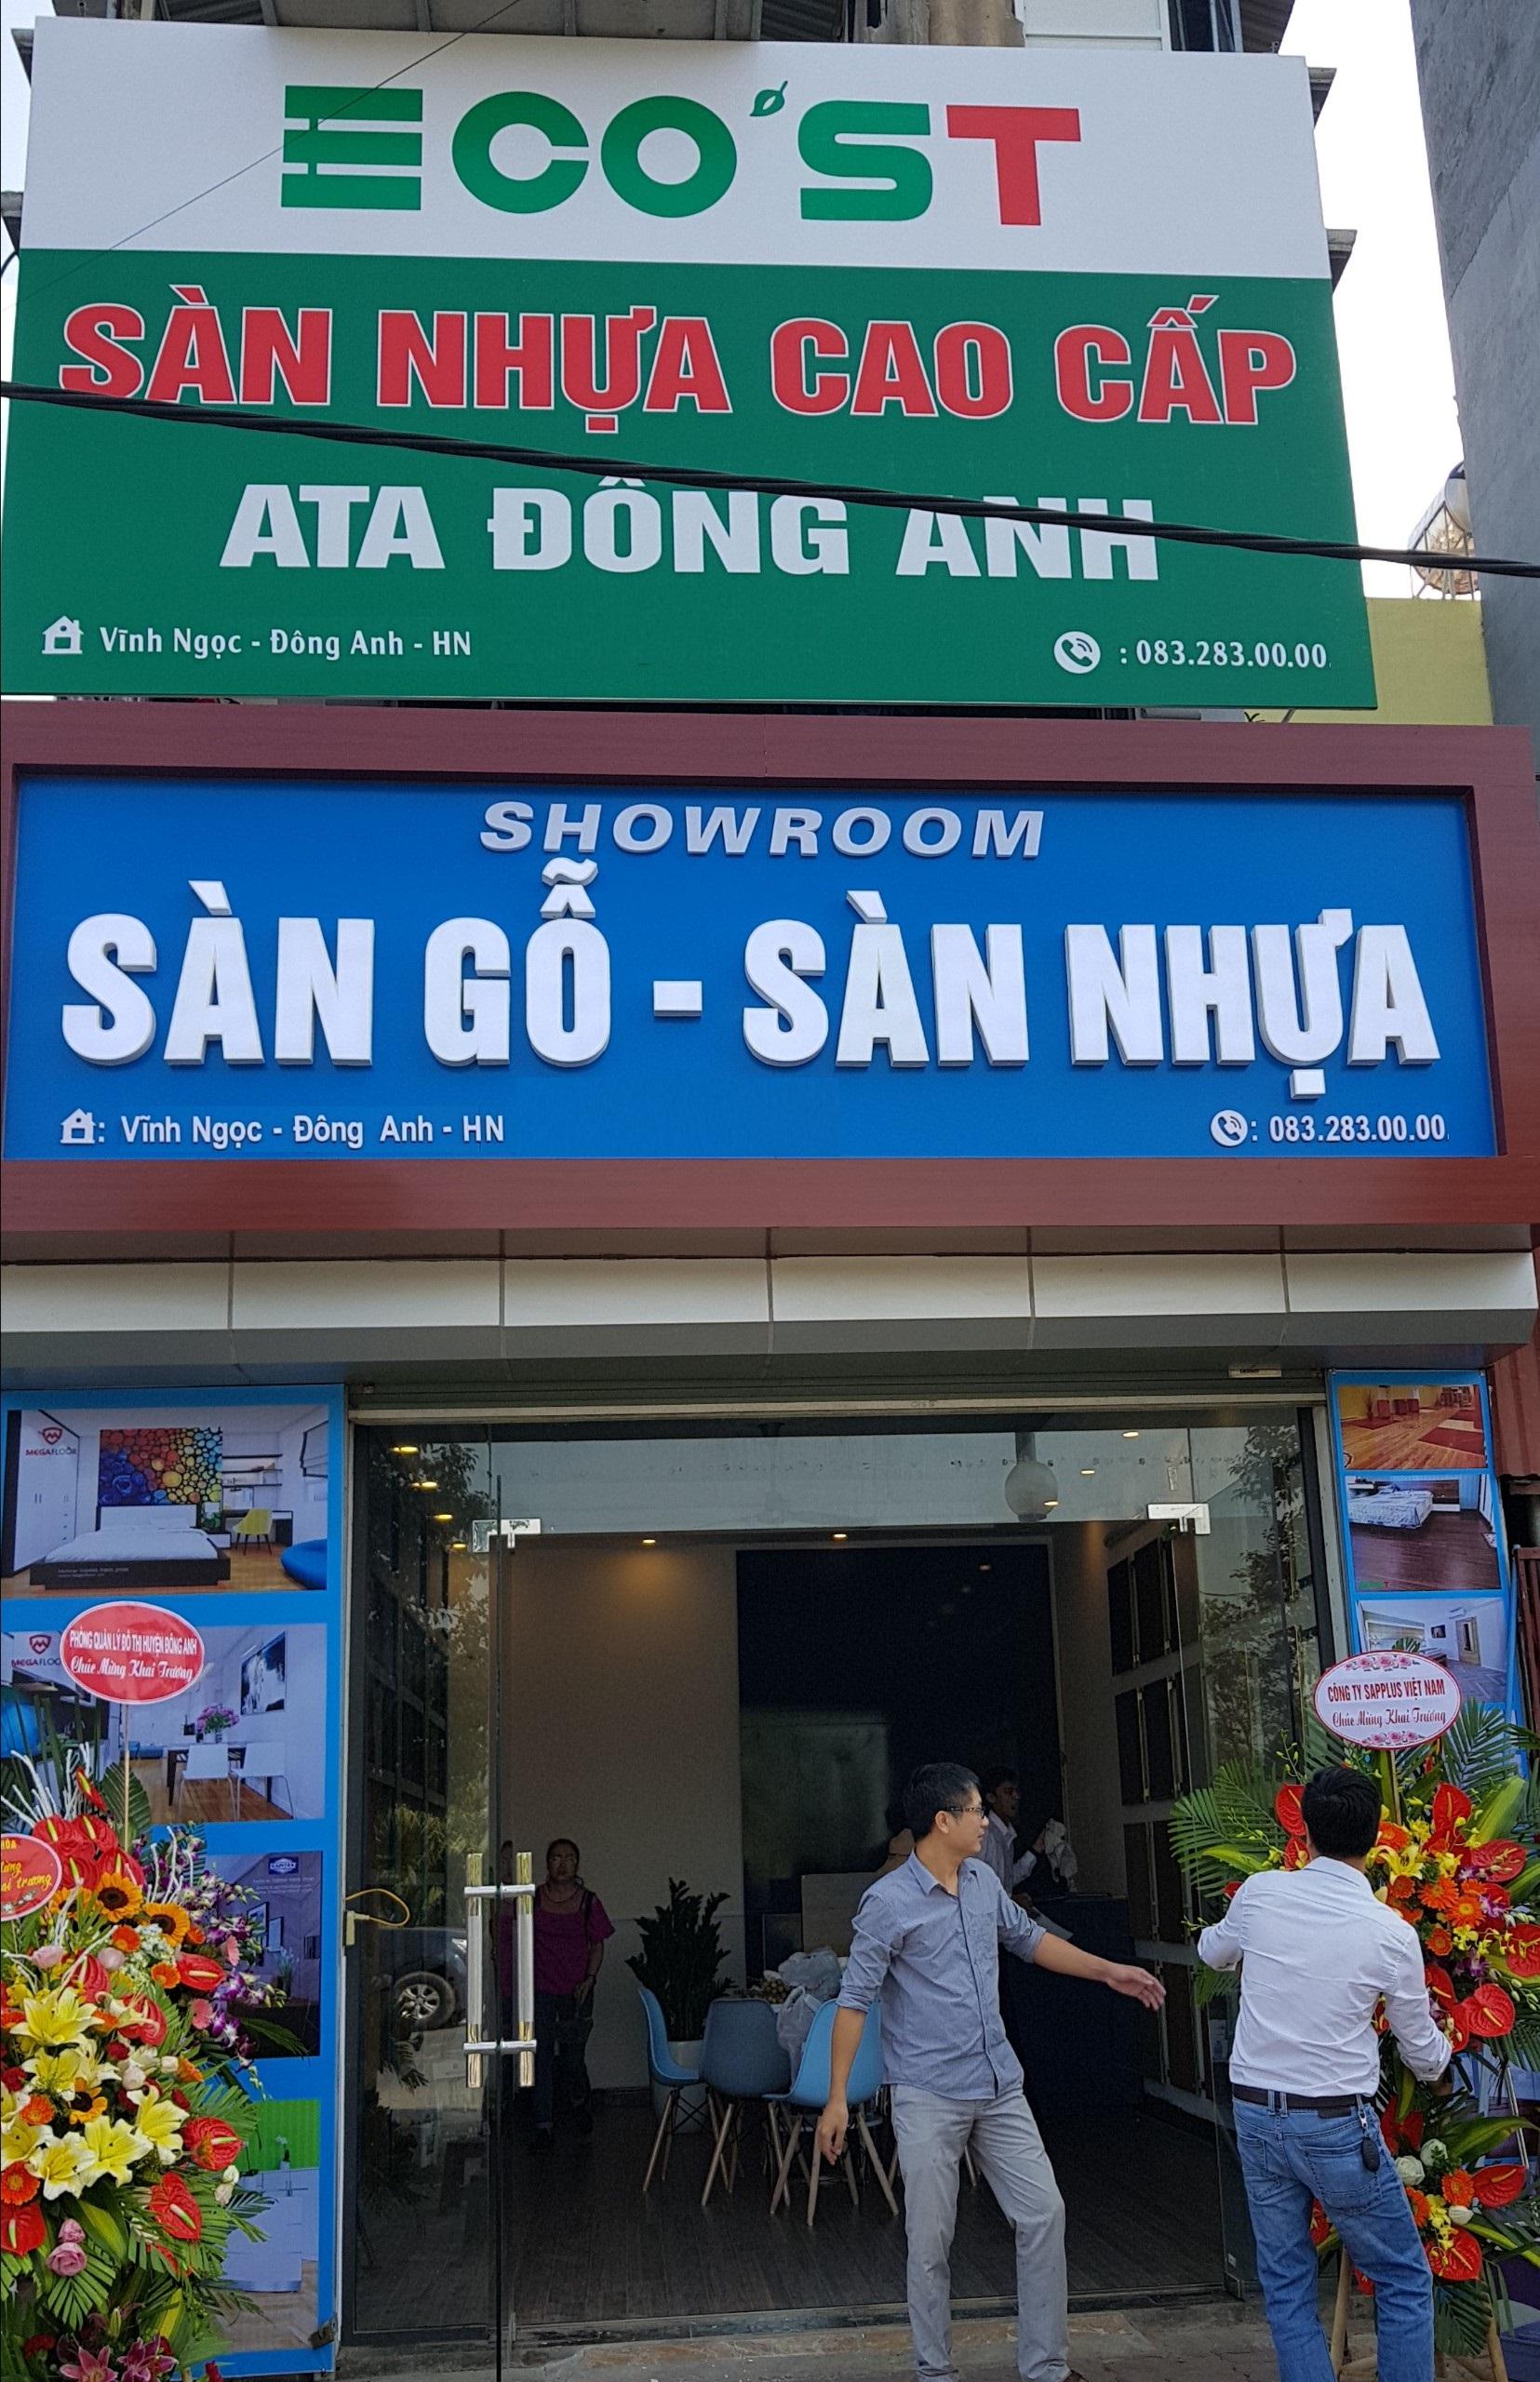 ECO'ST
SÀN NHỰA CAO CẤP
ATA ĐÔNG ANH
Vĩnh Ngọc - Đông Anh - HN
: 083.283.00.00
SHOWROOM
SÀN GỖ - SÀN NHỰA
: Vĩnh Ngọc - Đông Anh - HN
: 083.283.00.00
MEGAFLOOR
PHÒNG QUẢN LÝ ĐÔ THỊ HUYỆN ĐÔNG ANH
Chúc Mừng Khai Trương
CÔNG TY SAPPLUS VIỆT NAM
Chúc Mừng Khai Trương